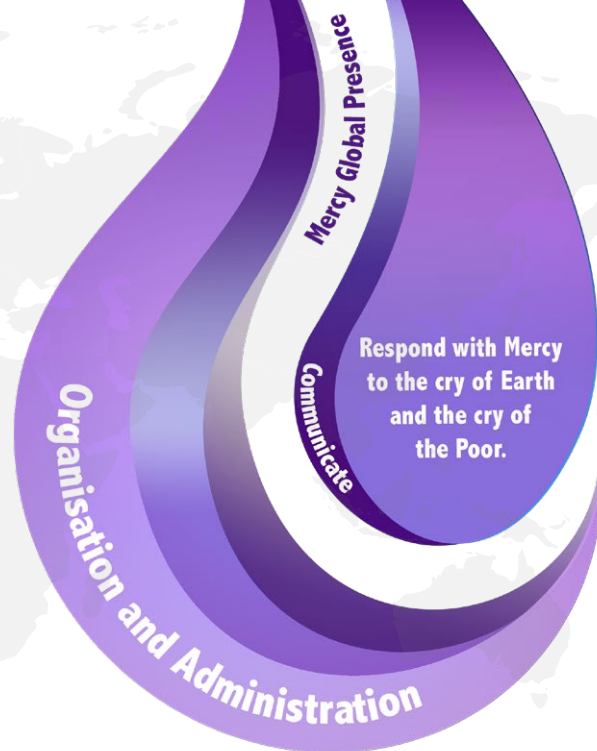 Mercy Global Presence
Communicate
Respond with Mercy
to the cry of Earth
and the cry of
the Poor.
Organisation and Administration